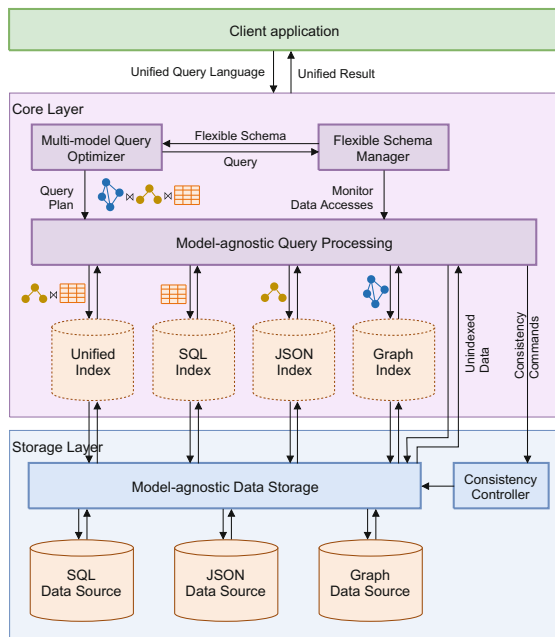 Client application
Unified Query Language
Unified Result
Core Layer
Multi-model Query
Optimizer
Flexible Schema
Query
Flexible Schema
Manager
Query
Plan
Monitor
Data Accesses
Model-agnostic Query Processing
Unified
Index
SQL
Index
JSON
Index
Graph
Index
Unindexed
Data
Consistency
Commands
Storage Layer
Model-agnostic Data Storage
Consistency
Controller
SQL
Data Source
JSON
Data Source
Graph
Data Source